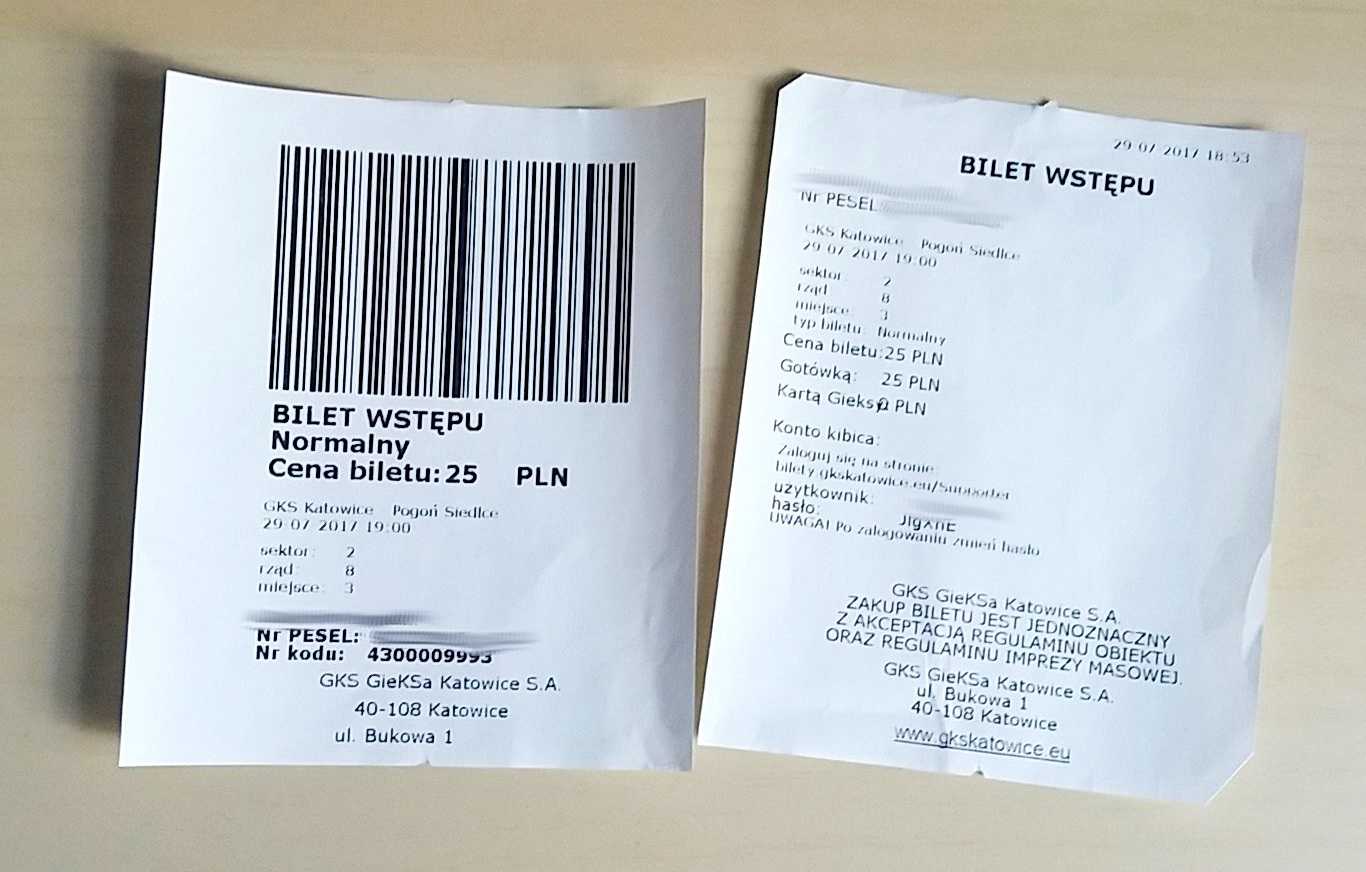 BILET WSTĘPU
Normalny
Cena biletu: 25 PLN
GKS Katowice Pogoń Siedlce
29 07 2017 19:00
sektor: 2
rząd: 8
miejsce: 3
Nr PESEL:
Nr kodu: 4300009993
GKS GieKSa Katowice S.A.
40-108 Katowice
ul. Bukowa 1
29 07 2017 18:53
BILET WSTĘPU
Nr PESEL
GKS Katowice Pogoń Siedlce
29 07 2017 19:00
sektor: 2
rząd 8
miejsce: 3
typ biletu: Normalny
Cena biletu:25 PLN
Gotówką: 25 PLN
Kartą Gieksą PLN
Konto kibica:
Zaloguj się na stronie:
bilety.gkskatowice.eu/Supporter
użytkownik:
hasło:
UWAGA! Po zalogowaniu zmień hasło
GKS GieKSa Katowice S.A.
ZAKUP BILETU JEST JEDNOZNACZNY
Z AKCEPTACJĄ REGULAMINU OBIEKTU
ORAZ REGULAMINU IMPREZY MASOWEJ.
GKS GieKSa Katowice S.A.
ul. Bukowa 1
40-108 Katowice
www.gkskatowice.eu